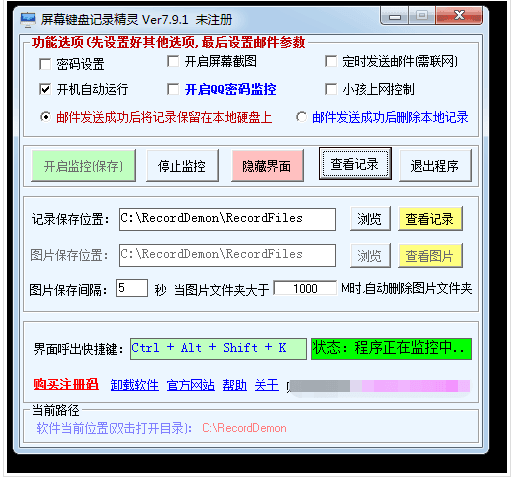 屏幕键盘记录精灵 Ver7.9.1 未注册
功能选项(先设置好其他选项,最后设置邮件参数
密码设置 开启屏幕截图 定时发送邮件(需联网)
开机自动运行 开启QQ密码监控 小孩上网控制
邮件发送成功后将记录保留在本地硬盘上 邮件发送成功后删除本地记录
开启监控(保存) 停止监控 隐藏界面 查看记录 退出程序
记录保存位置: C:\RecordDemon\RecordFiles 浏览 查看记录
图片保存位置: C:\RecordDemon\RecordFiles 浏览 查看图片
图片保存间隔: 5 秒 当图片文件夹大于 1000 M时,自动删除图片文件夹
界面呼出快捷键: Ctrl + Alt + Shift + K 状态: 程序正在监控中..
购买注册码 卸载软件 官方网站 帮助 关于
当前路径
软件当前位置(双击打开目录): C:\RecordDemon